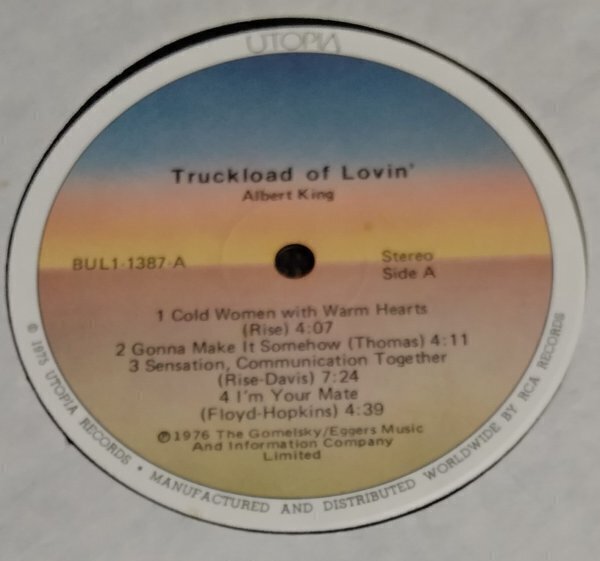 UTOPIA
Truckload of Lovin'
Albert King
BUL1-1387-A
Stereo
Side A
1 Cold Women with Warm Hearts
(Rise) 4:07
2 Gonna Make It Somehow (Thomas) 4:11
3 Sensation, Communication Together
(Rise-Davis) 7:24
4 I'm Your Mate
(Floyd-Hopkins) 4:39
℗1976 The Gomelsky/Eggers Music
And Information Company
Limited
© 1975 UTOPIA RECORDS • MANUFACTURED AND DISTRIBUTED WORLDWIDE BY RCA RECORDS